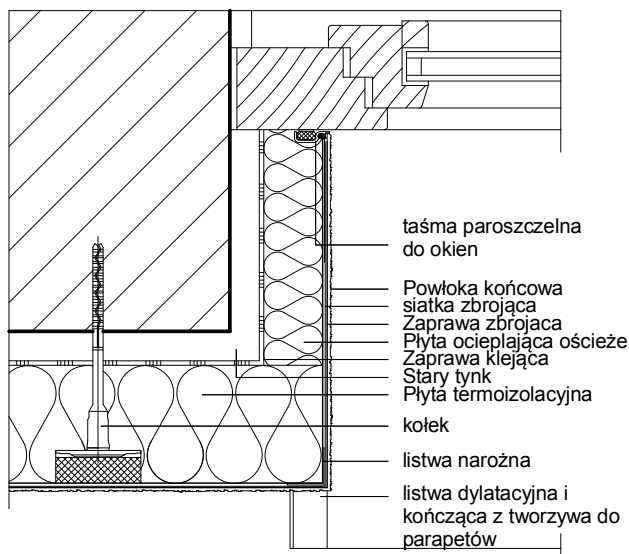 taśma paroszczelna
do okien
Powłoka końcowa
siatka zbrojąca
Zaprawa zbrojaca
Płyta ocieplająca ościeże
Zaprawa klejąca
Stary tynk
Płyta termoizolacyjna
kołek
listwa narożna
listwa dylatacyjna i
kończąca z tworzywa do
parapetów